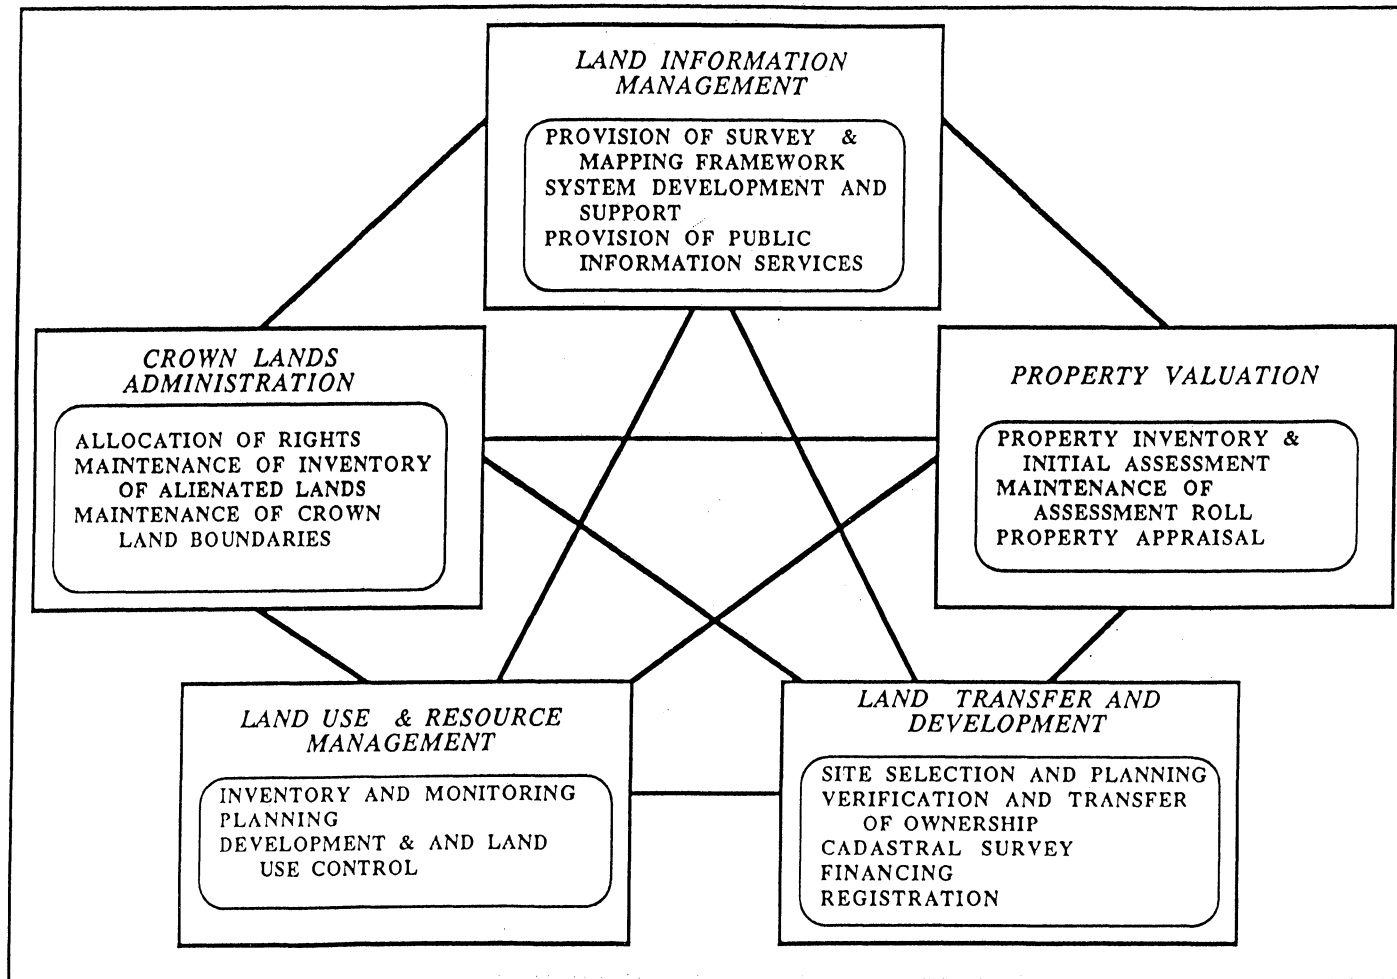 LAND INFORMATION
MANAGEMENT
PROVISION OF SURVEY &
MAPPING FRAMEWORK
SYSTEM DEVELOPMENT AND
SUPPORT
PROVISION OF PUBLIC
INFORMATION SERVICES
CROWN LANDS
ADMINISTRATION
ALLOCATION OF RIGHTS
MAINTENANCE OF INVENTORY
OF ALIENATED LANDS
MAINTENANCE OF CROWN
LAND BOUNDARIES
PROPERTY VALUATION
PROPERTY INVENTORY &
INITIAL ASSESSMENT
MAINTENANCE OF
ASSESSMENT ROLL
PROPERTY APPRAISAL
LAND USE & RESOURCE
MANAGEMENT
INVENTORY AND MONITORING
PLANNING
DEVELOPMENT & AND LAND
USE CONTROL
LAND TRANSFER AND
DEVELOPMENT
SITE SELECTION AND PLANNING
VERIFICATION AND TRANSFER
OF OWNERSHIP
CADASTRAL SURVEY
FINANCING
REGISTRATION